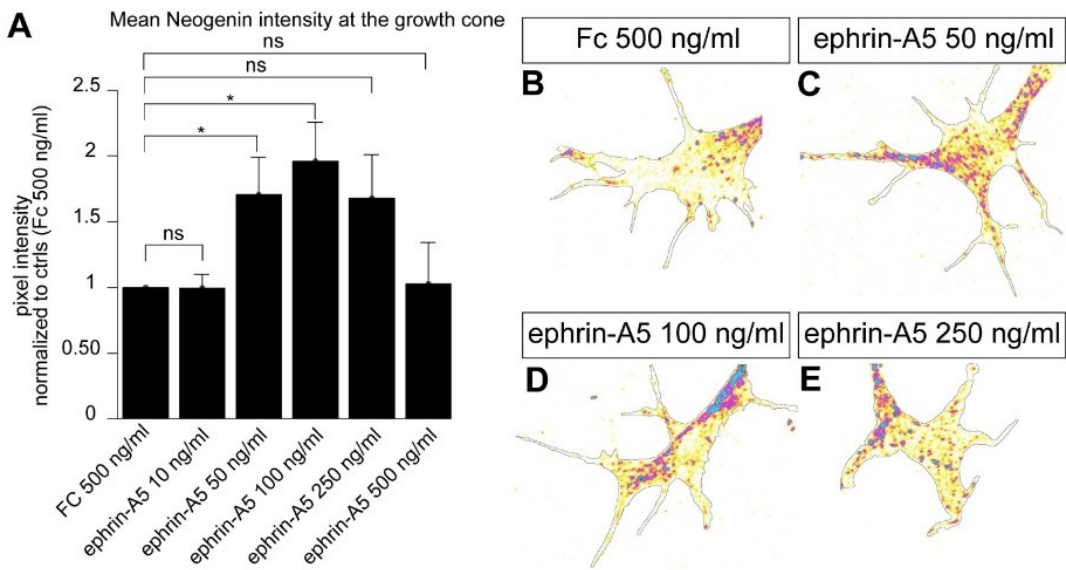 A
Mean Neogenin intensity at the growth cone
ns
ns
*
*
ns
pixel intensity
normalized to ctrls (Fc 500 ng/ml)
2.5
2
1.5
1
0.50
0
FC 500 ng/ml
ephrin-A5 10 ng/ml
ephrin-A5 50 ng/ml
ephrin-A5 100 ng/ml
ephrin-A5 250 ng/ml
ephrin-A5 500 ng/ml
Fc 500 ng/ml
B
ephrin-A5 50 ng/ml
C
ephrin-A5 100 ng/ml
D
ephrin-A5 250 ng/ml
E